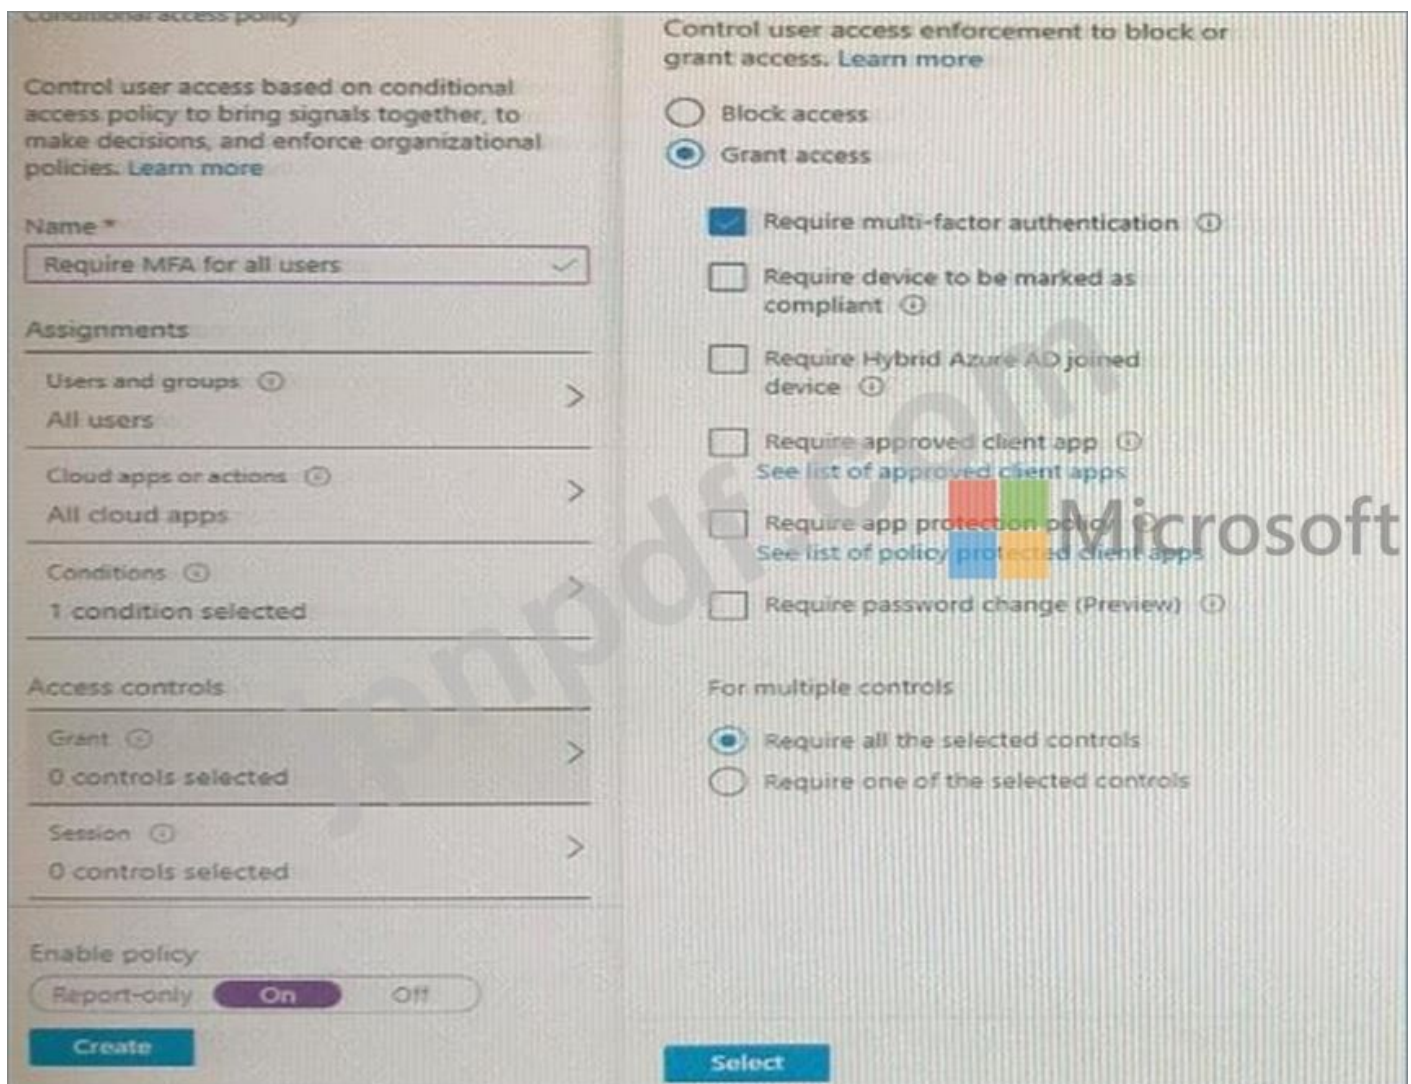 Conditional access policy
Control user access based on conditional
access policy to bring signals together, to
make decisions, and enforce organizational
policies. Learn more
Name *
Require MFA for all users
Assignments
Users and groups
All users
Cloud apps or actions
All cloud apps
Conditions
1 condition selected
Access controls
Grant
0 controls selected
Session
0 controls selected
Enable policy
Report-only On Off
Create
Control user access enforcement to block or
grant access. Learn more
Block access
Grant access
Require multi-factor authentication
Require device to be marked as
compliant
Require Hybrid Azure AD joined
device
Require approved client app
See list of approved client apps
Require app protection policy
See list of policy protected client apps
Require password change (Preview)
For multiple controls
Require all the selected controls
Require one of the selected controls
Select
Microsoft
jpnpdf.com